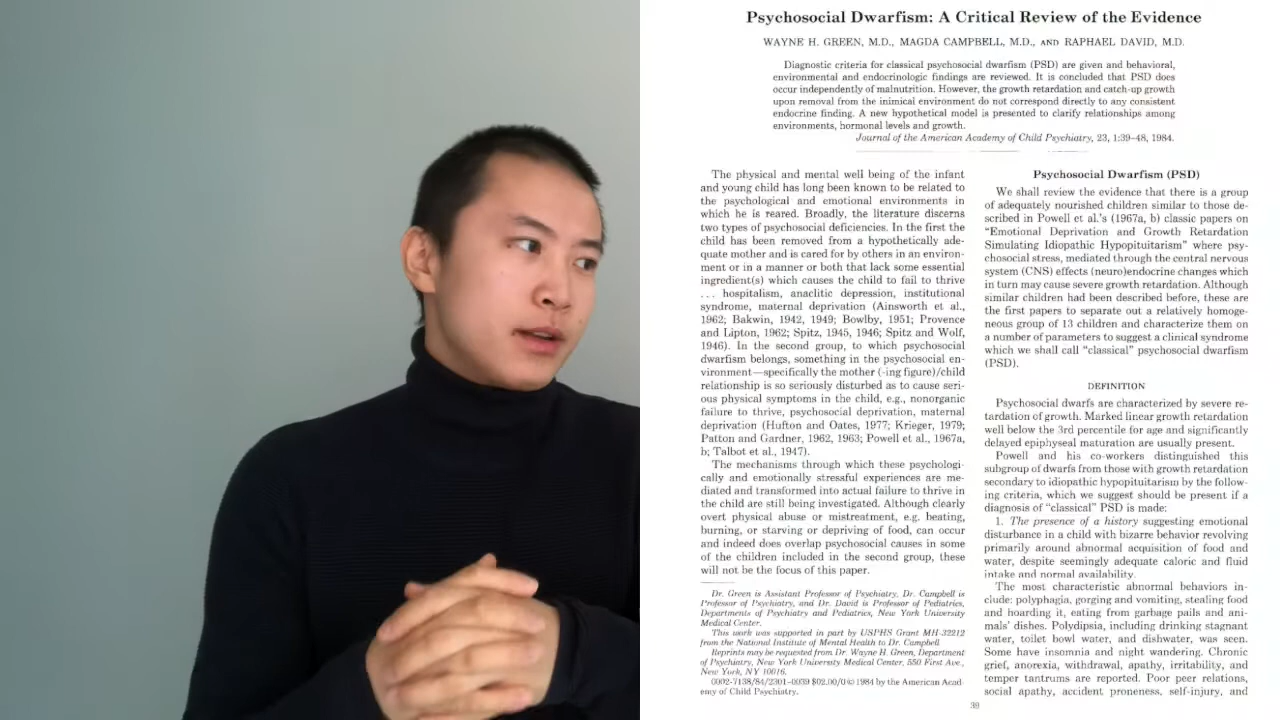 Psychosocial Dwarfism: A Critical Review of the Evidence
WAYNE H. GREEN, M.D., MAGDA CAMPBELL, M.D., AND RAPHAEL DAVID, M.D.
Diagnostic criteria for classical psychosocial dwarfism (PSD) are given and behavioral,
environmental and endocrinologic findings are reviewed. It is concluded that PSD does
occur independently of malnutrition. However, the growth retardation and catch-up growth
upon removal from the inimical environment do not correspond directly to any consistent
endocrine finding. A new hypothetical model is presented to clarify relationships among
environments, hormonal levels and growth.
Journal of the American Academy of Child Psychiatry, 23, 1:39–48, 1984.
The physical and mental well being of the infant
and young child has long been known to be related to
the psychological and emotional environments in
which he is reared. Broadly, the literature discerns
two types of psychosocial deficiencies. In the first the
child has been removed from a hypothetically ade-
quate mother and is cared for by others in an environ-
ment or in a manner or both that lack some essential
ingredient(s) which causes the child to fail to thrive
... hospitalism, anaclitic depression, institutional
syndrome, maternal deprivation (Ainsworth et al.,
1962; Bakwin, 1942, 1949; Bowlby, 1951; Provence
and Lipton, 1962; Spitz, 1945, 1946; Spitz and Wolf,
1946). In the second group, to which psychosocial
dwarfism belongs, something in the psychosocial en-
vironment—specifically the mother (-ing figure)/child
relationship is so seriously disturbed as to cause seri-
ous physical symptoms in the child, e.g., nonorganic
failure to thrive, psychosocial deprivation, maternal
deprivation (Hufton and Oates, 1977; Krieger, 1979;
Patton and Gardner, 1962, 1963; Powell et al., 1967a,
b; Talbot et al., 1947).
The mechanisms through which these psychologi-
cally and emotionally stressful experiences are me-
diated and transformed into actual failure to thrive in
the child are still being investigated. Although clearly
overt physical abuse or mistreatment, e.g. beating,
burning, or starving or depriving of food, can occur
and indeed does overlap psychosocial causes in some
of the children included in the second group, these
will not be the focus of this paper.
Dr. Green is Assistant Professor of Psychiatry, Dr. Campbell is
Professor of Psychiatry, and Dr. David is Professor of Pediatrics,
Departments of Psychiatry and Pediatrics, New York University
Medical Center.
This work was supported in part by USPHS Grant MH-32212
from the National Institute of Mental Health to Dr. Campbell
Reprints may be requested from Dr. Wayne H. Green, Department
of Psychiatry, New York University Medical Center, 550 First Ave.,
New York, NY 10016.
0002-7138/84/2301-0039 $02.00/0 © 1984 by the American Acad-
emy of Child Psychiatry.
Psychosocial Dwarfism (PSD)
We shall review the evidence that there is a group
of adequately nourished children similar to those de-
scribed in Powell et al.'s (1967a, b) classic papers on
"Emotional Deprivation and Growth Retardation
Simulating Idiopathic Hypopituitarism" where psy-
chosocial stress, mediated through the central nervous
system (CNS) effects (neuro)endocrine changes which
in turn may cause severe growth retardation. Although
similar children had been described before, these are
the first papers to separate out a relatively homoge-
neous group of 13 children and characterize them on
a number of parameters to suggest a clinical syndrome
which we shall call "classical" psychosocial dwarfism
(PSD).
DEFINITION
Psychosocial dwarfs are characterized by severe re-
tardation of growth. Marked linear growth retardation
well below the 3rd percentile for age and significantly
delayed epiphyseal maturation are usually present.
Powell and his co-workers distinguished this
subgroup of dwarfs from those with growth retardation
secondary to idiopathic hypopituitarism by the follow-
ing criteria, which we suggest should be present if a
diagnosis of "classical" PSD is made:
1. The presence of a history suggesting emotional
disturbance in a child with bizarre behavior revolving
primarily around abnormal acquisition of food and
water, despite seemingly adequate caloric and fluid
intake and normal availability.
The most characteristic abnormal behaviors in-
clude: polyphagia, gorging and vomiting, stealing food
and hoarding it, eating from garbage pails and ani-
mals' dishes. Polydipsia, including drinking stagnant
water, toilet bowl water, and dishwater, was seen.
Some have insomnia and night wandering. Chronic
grief, anorexia, withdrawal, apathy, irritability, and
temper tantrums are reported. Poor peer relations,
social apathy, accident proneness, self-injury, and
39